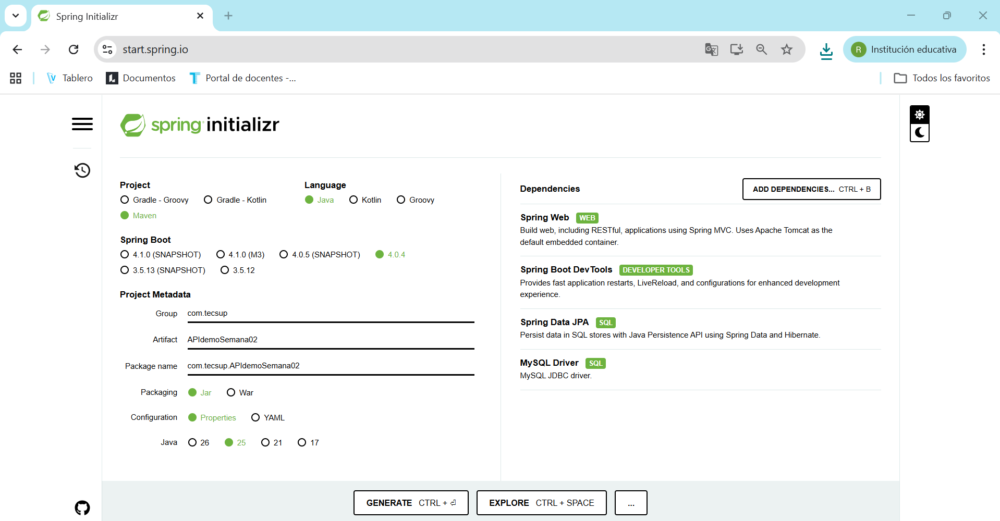 Spring Initializr
start.spring.io
R Institución educativa
Tablero
Documentos
Portal de docentes -...
Todos los favoritos
spring initializr
Project
Gradle - Groovy
Gradle - Kotlin
Maven
Language
Java
Kotlin
Groovy
Spring Boot
4.1.0 (SNAPSHOT)
4.1.0 (M3)
4.0.5 (SNAPSHOT)
4.0.4
3.5.13 (SNAPSHOT)
3.5.12
Project Metadata
Group com.tecsup
Artifact APIdemoSemana02
Package name com.tecsup.APIdemoSemana02
Packaging Jar War
Configuration Properties YAML
Java 26 25 21 17
Dependencies
ADD DEPENDENCIES... CTRL + B
Spring Web WEB
Build web, including RESTful, applications using Spring MVC. Uses Apache Tomcat as the
default embedded container.
Spring Boot DevTools DEVELOPER TOOLS
Provides fast application restarts, LiveReload, and configurations for enhanced development
experience.
Spring Data JPA SQL
Persist data in SQL stores with Java Persistence API using Spring Data and Hibernate.
MySQL Driver SQL
MySQL JDBC driver.
GENERATE CTRL + ⏎
EXPLORE CTRL + SPACE
...